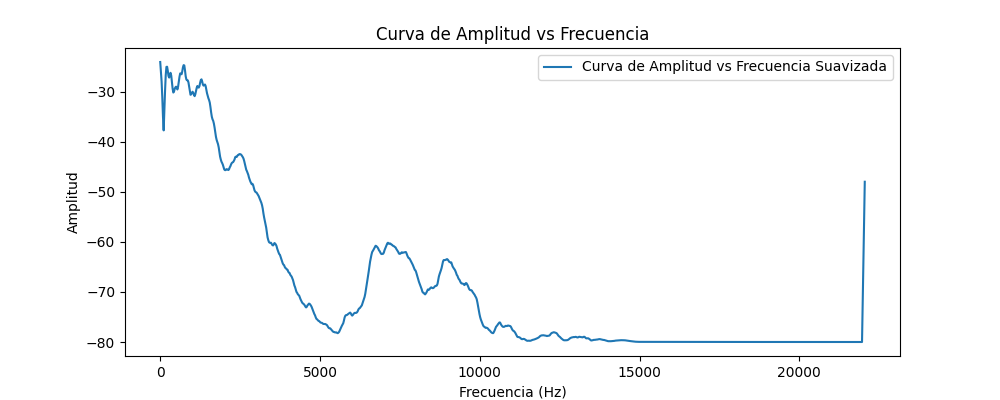 Curva de Amplitud vs Frecuencia
Curva de Amplitud vs Frecuencia Suavizada
Amplitud
−30
−40
−50
−60
−70
−80
0 5000 10000 15000 20000
Frecuencia (Hz)